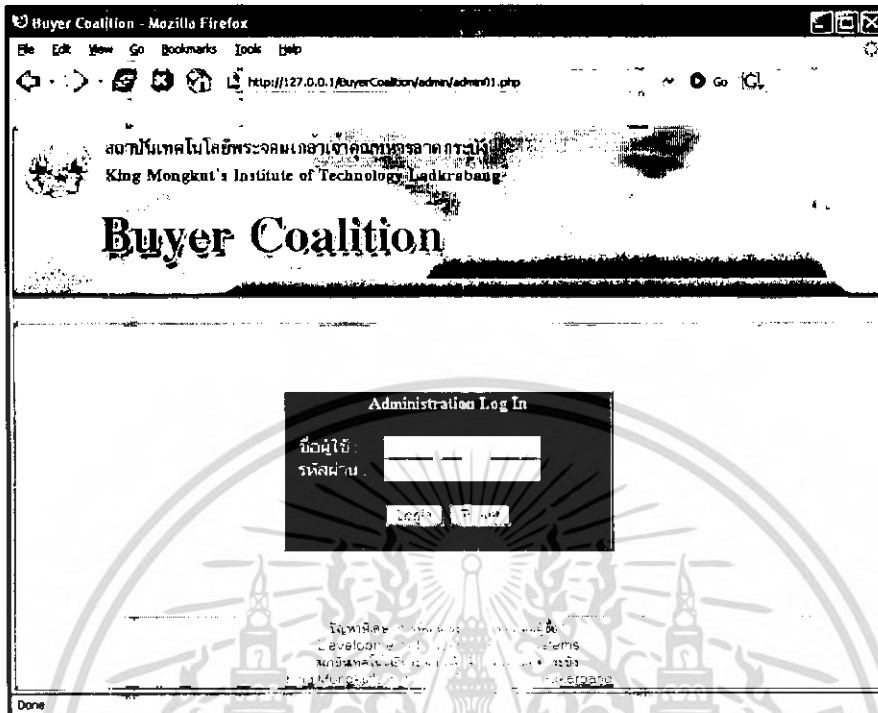 Buyer Coalition - Mozilla Firefox
File Edit View Go Bookmarks Tools Help
http://127.0.0.1/BuyerCoalition/admin/admin01.php Go
สถาบันเทคโนโลยีพระจอมเกล้าเจ้าคุณทหารลาดกระบัง
King Mongkut's Institute of Technology Ladkrabang
Buyer Coalition
Administration Log In
ชื่อผู้ใช้ :
รหัสผ่าน :
Login
Done